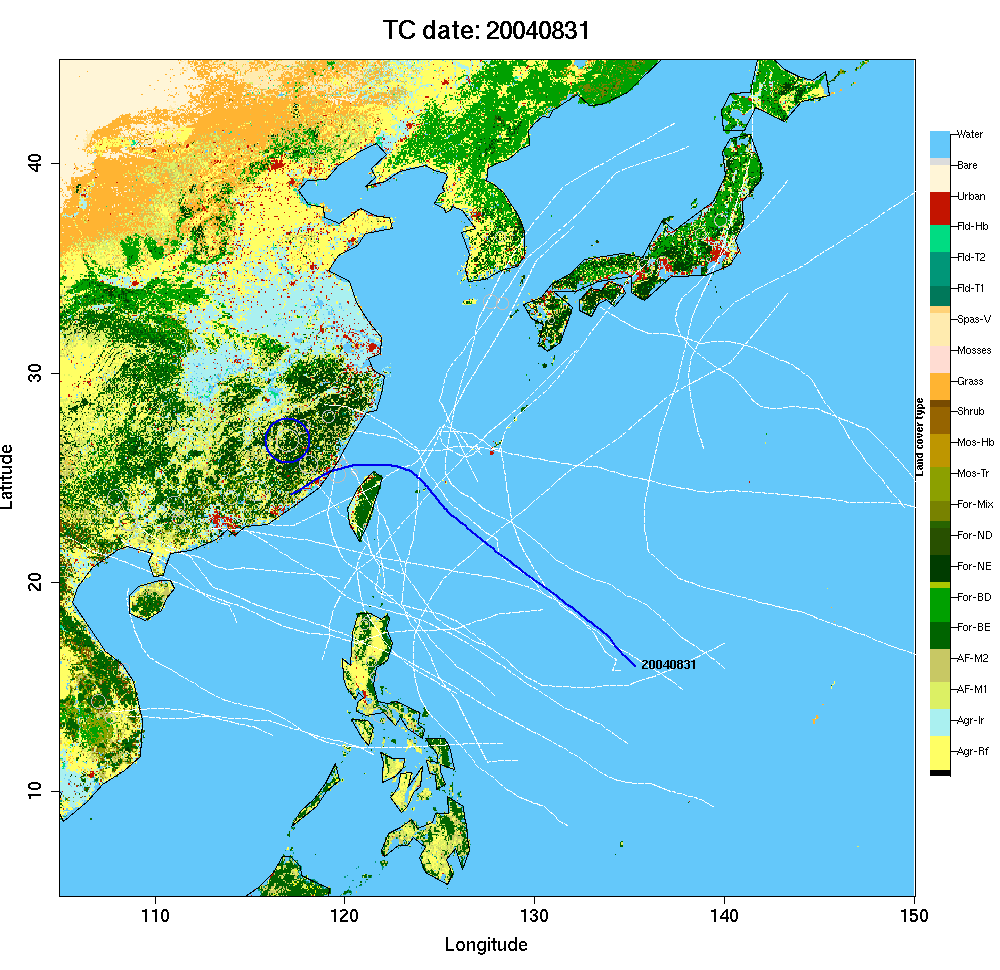 TC date: 20040831
Latitude
40
30
20
10
110
120
130
140
150
Longitude
20040831
Land cover type
Water
Bare
Urban
Fld-Hb
Fld-T2
Fld-T1
Spas-V
Mosses
Grass
Shrub
Mos-Hb
Mos-Tr
For-Mix
For-ND
For-NE
For-BD
For-BE
AF-M2
AF-M1
Agr-Ir
Agr-Rf